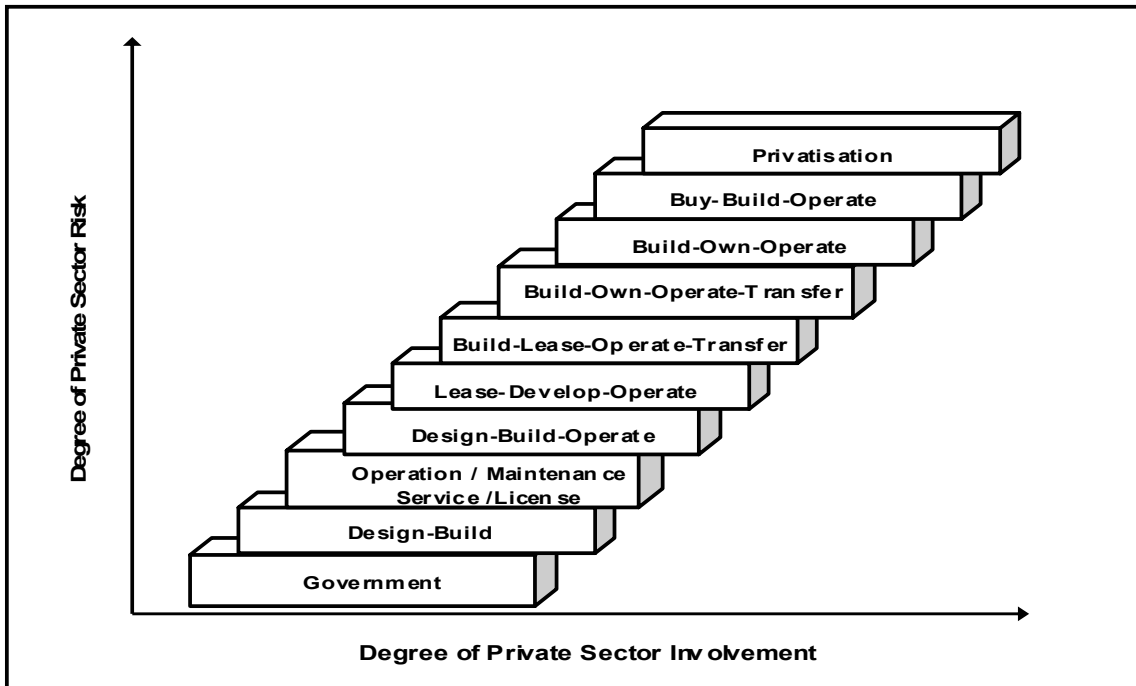 Degree of Private Sector Risk
Privatisation
Buy-Build-Operate
Build-Own-Operate
Build-Own-Operate-Transfer
Build-Lease-Operate-Transfer
Lease-Develop-Operate
Design-Build-Operate
Operation / Maintenance
Service /License
Design-Build
Government
Degree of Private Sector Involvement